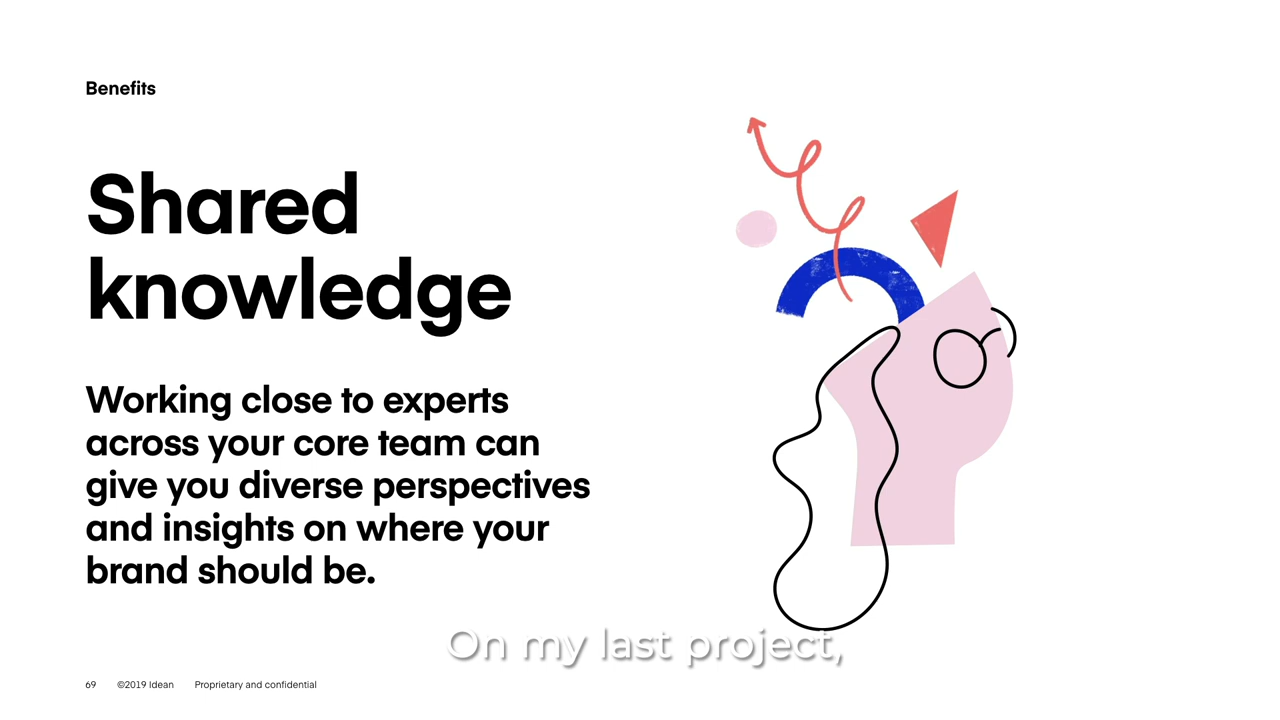 Benefits
Shared
knowledge
Working close to experts
across your core team can
give you diverse perspectives
and insights on where your
brand should be.
On my last project,
69 ©2019 Idean Proprietary and confidential